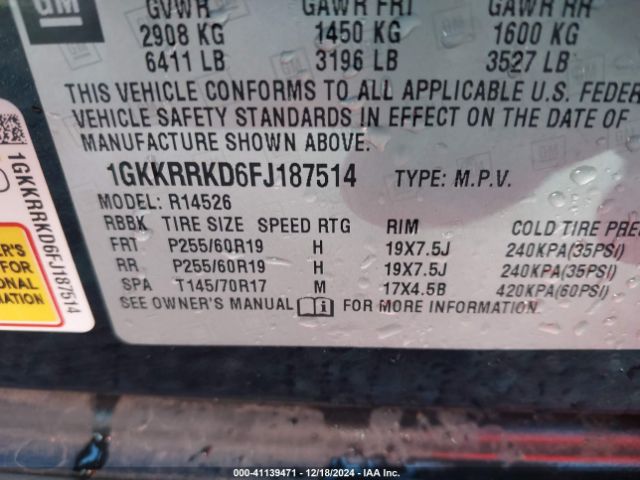 GM
GVWR GAWR FRT GAWR RR
2908 KG 1450 KG 1600 KG
6411 LB 3196 LB 3527 LB
THIS VEHICLE CONFORMS TO ALL APPLICABLE U.S. FEDER
VEHICLE SAFETY STANDARDS IN EFFECT ON THE DATE OF
MANUFACTURE SHOWN ABOVE.
1GKKRRKD6FJ187514 TYPE: M.P.V.
MODEL: R14526
RBBK TIRE SIZE SPEED RTG RIM COLD TIRE PRE
FRT P255/60R19 H 19X7.5J 240KPA(35PSI)
RR P255/60R19 H 19X7.5J 240KPA(35PSI)
SPA T145/70R17 M 17X4.5B 420KPA(60PSI)
SEE OWNER'S MANUAL FOR MORE INFORMATION.
1GKKRRKD6FJ187514
FOR
ONAL
000-41139471 • 12/18/2024 • IAA Inc.